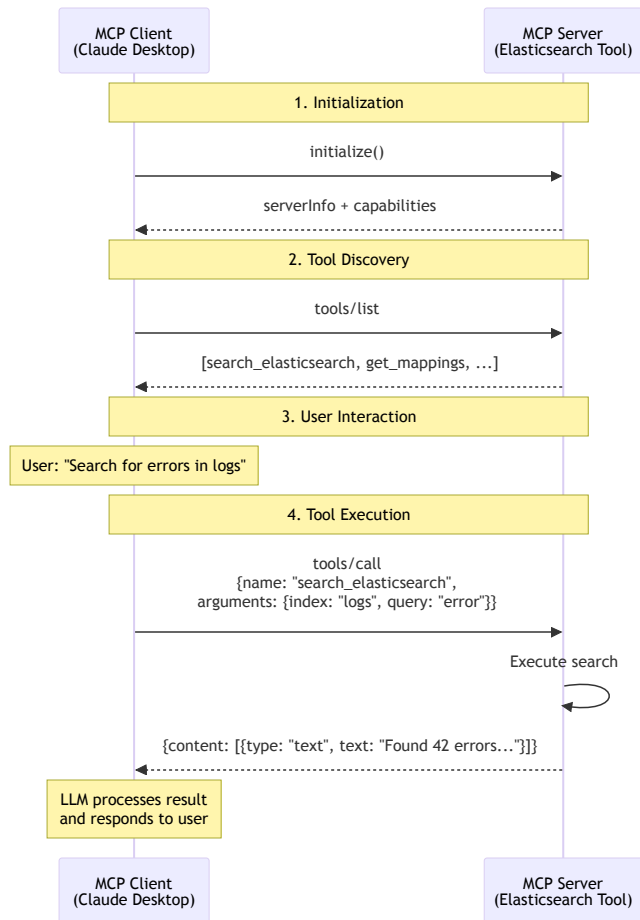 MCP Client
(Claude Desktop)
MCP Server
(Elasticsearch Tool)
1. Initialization
initialize()
serverInfo + capabilities
2. Tool Discovery
tools/list
[search_elasticsearch, get_mappings, ...]
3. User Interaction
User: "Search for errors in logs"
4. Tool Execution
tools/call
{name: "search_elasticsearch",
arguments: {index: "logs", query: "error"}}
Execute search
{content: [{type: "text", text: "Found 42 errors..."}]}
LLM processes result
and responds to user
MCP Client
(Claude Desktop)
MCP Server
(Elasticsearch Tool)